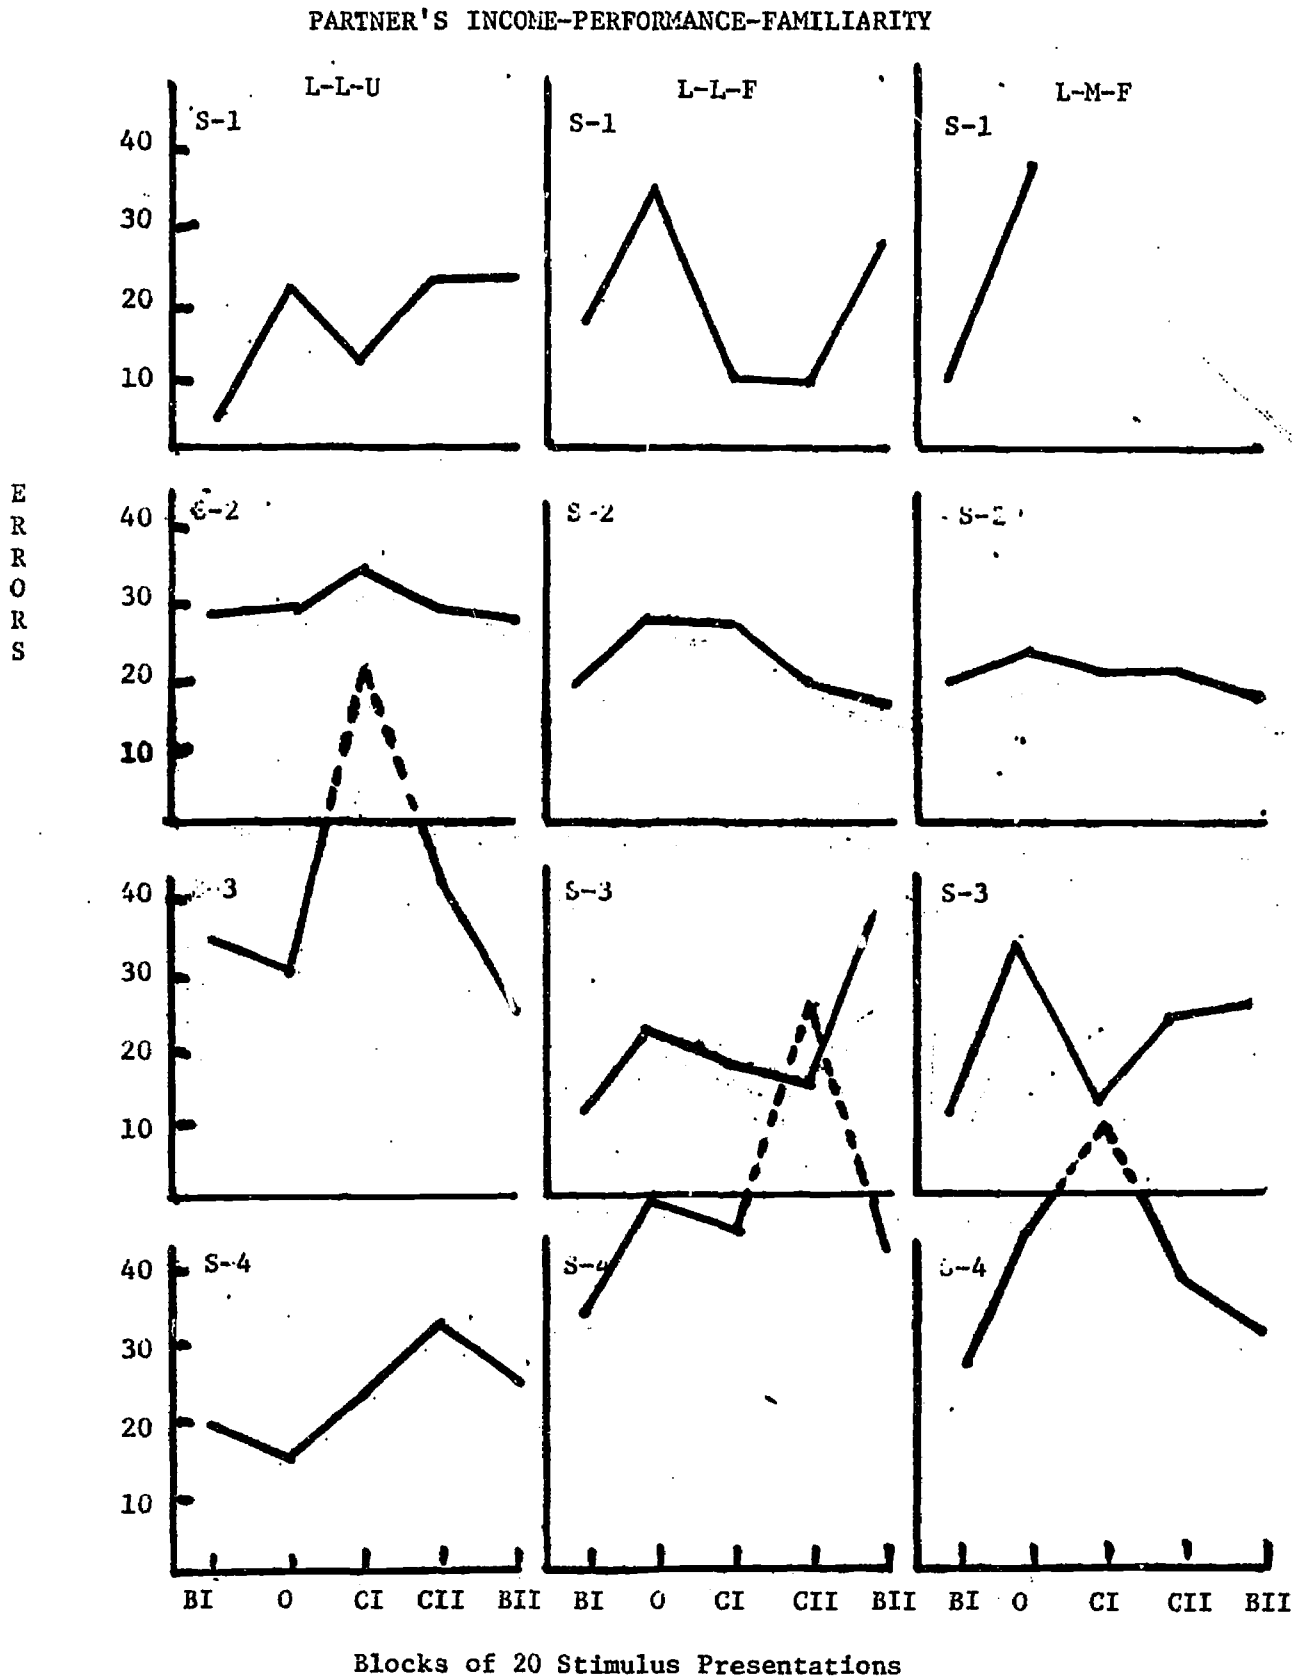 PARTNER'S INCOME-PERFORMANCE-FAMILIARITY
L-L-U
L-L-F
L-M-F
S-1
S-1
S-1
40
30
20
10
ERRORS
S-2
S-2
40
30
20
10
S-3
S-3
40
30
20
10
S-4
S-4
40
30
20
10
BI O CI CII BII
BI O CI CII BII
BI O CI CII BII
Blocks of 20 Stimulus Presentations